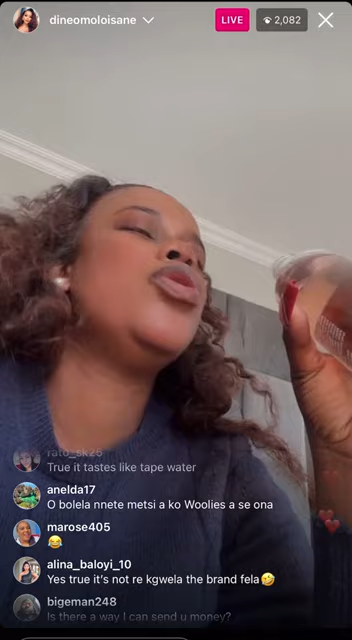 dineomoloisane
LIVE
2,082
rato_sk26
True it tastes like tape water
anelda17
O bolela nnete metsi a ko Woolies a se ona
marose405
😂
alina_baloyi_10
Yes true it's not re kgwela the brand fela🤣
bigeman248
Is there a way I can send u money?